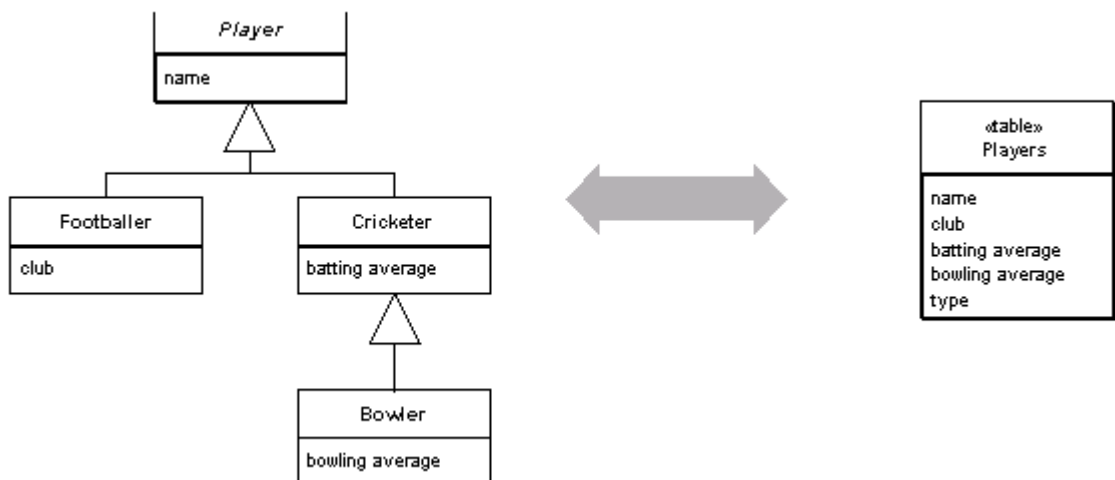 Player
name
Footballer
club
Cricketer
batting average
Bowler
bowling average
«table»
Players
name
club
batting average
bowling average
type